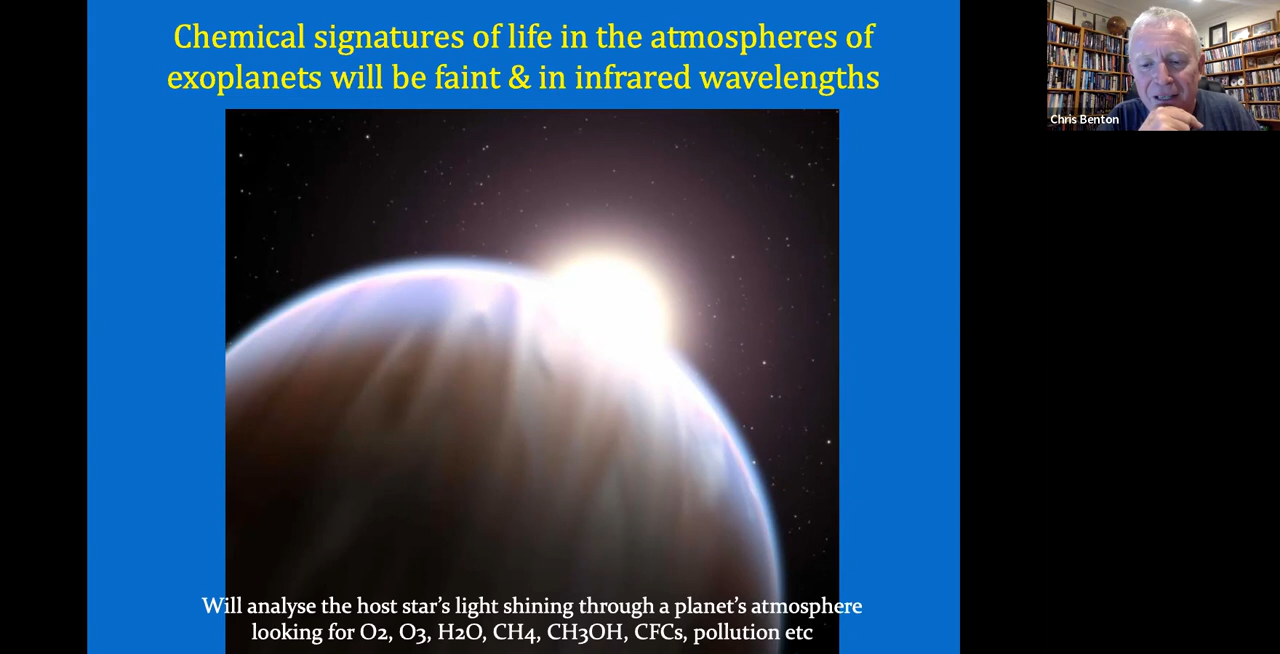 Chemical signatures of life in the atmospheres of
exoplanets will be faint & in infrared wavelengths
Chris Benton
Will analyse the host star's light shining through a planet's atmosphere
looking for O2, O3, H2O, CH4, CH3OH, CFCs, pollution etc